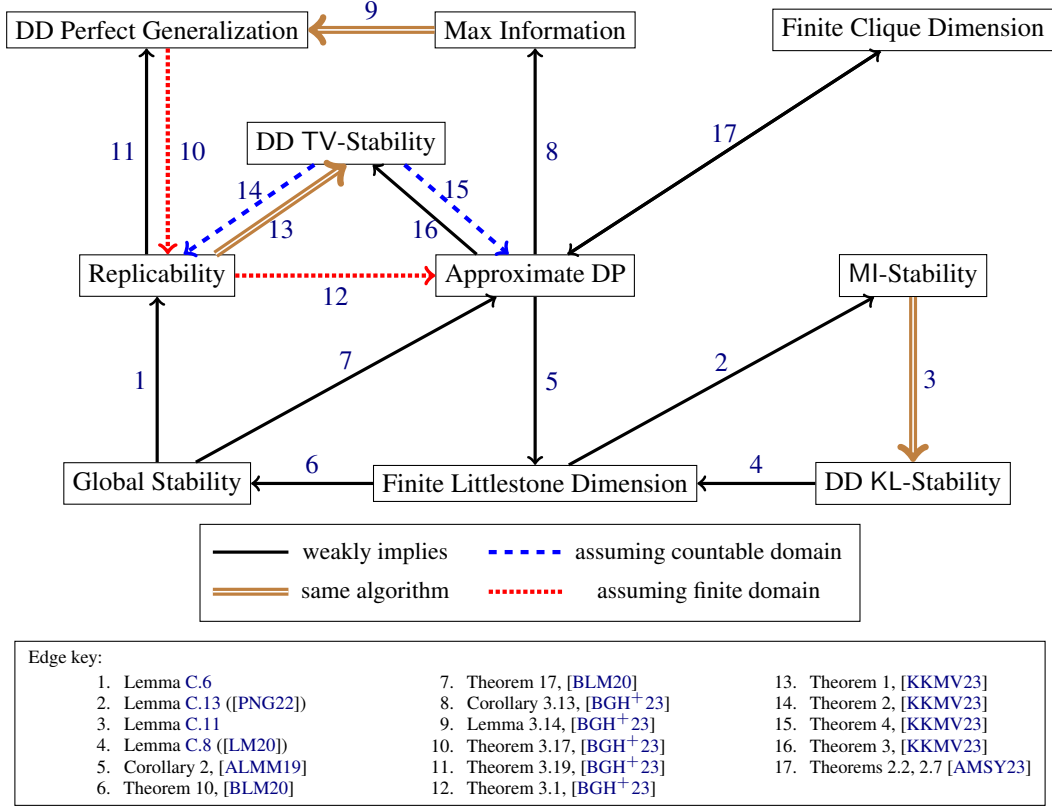 DD Perfect Generalization
9
Max Information
Finite Clique Dimension
11
10
DD TV-Stability
8
17
14
13
15
16
Replicability
12
Approximate DP
MI-Stability
1
7
5
2
3
Global Stability
6
Finite Littlestone Dimension
4
DD KL-Stability
weakly implies
assuming countable domain
same algorithm
assuming finite domain
Edge key:
1. Lemma C.6
2. Lemma C.13 ([PNG22])
3. Lemma C.11
4. Lemma C.8 ([LM20])
5. Corollary 2, [ALMM19]
6. Theorem 10, [BLM20]
7. Theorem 17, [BLM20]
8. Corollary 3.13, [BGH+23]
9. Lemma 3.14, [BGH+23]
10. Theorem 3.17, [BGH+23]
11. Theorem 3.19, [BGH+23]
12. Theorem 3.1, [BGH+23]
13. Theorem 1, [KKMV23]
14. Theorem 2, [KKMV23]
15. Theorem 4, [KKMV23]
16. Theorem 3, [KKMV23]
17. Theorems 2.2, 2.7 [AMSY23]